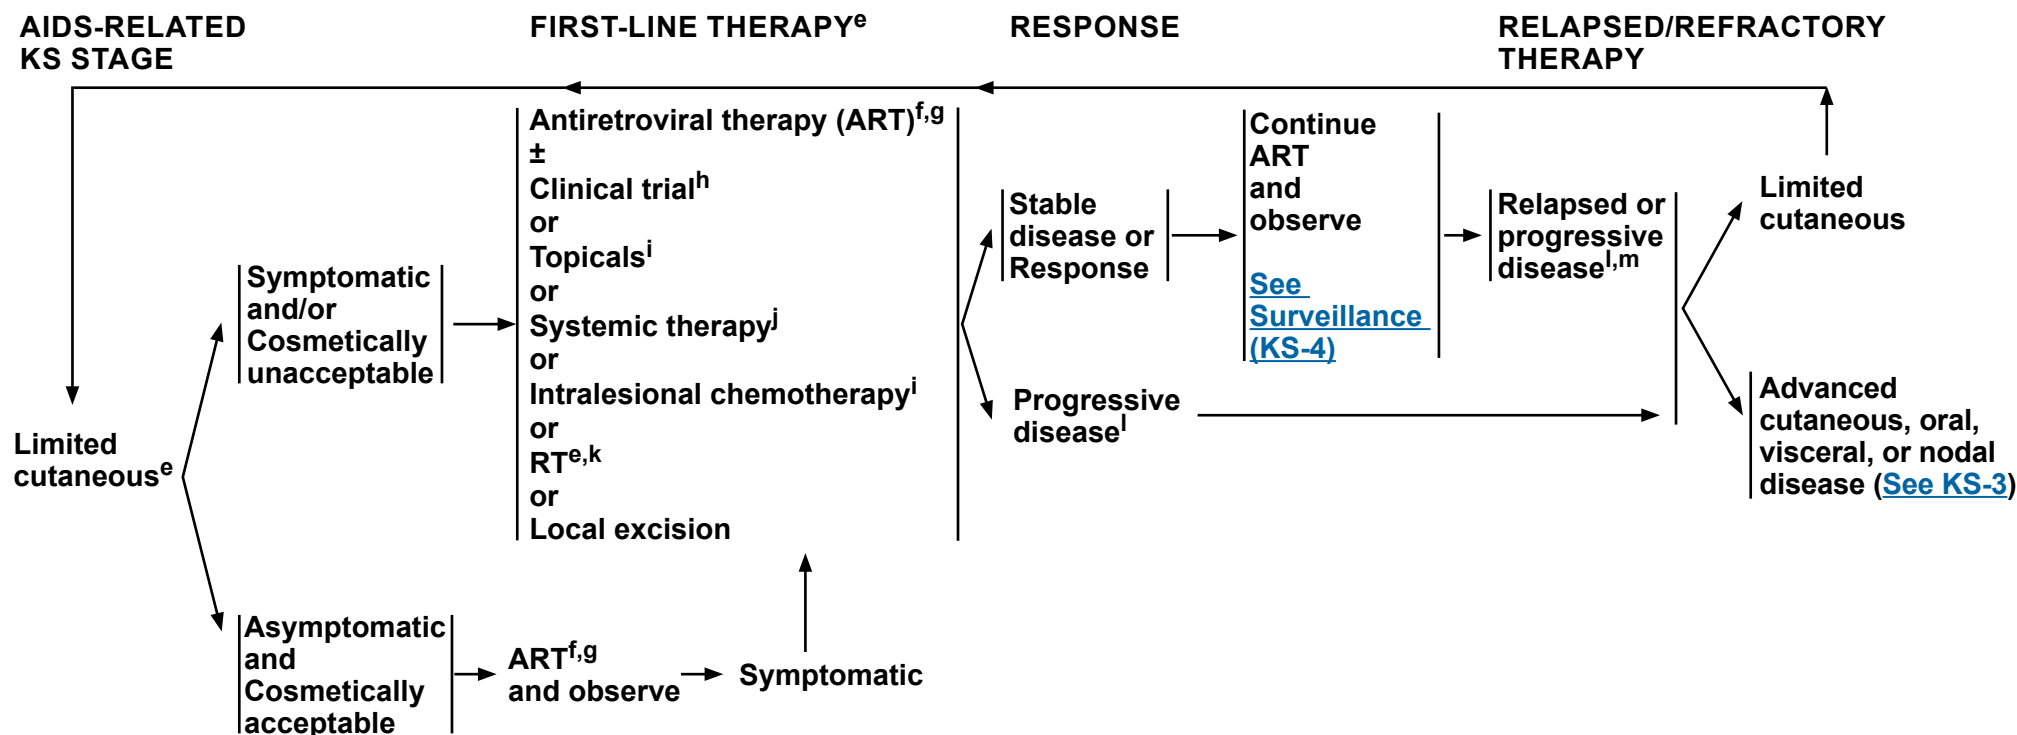 AIDS-RELATED
KS STAGE
FIRST-LINE THERAPYᵉ
RESPONSE
RELAPSED/REFRACTORY
THERAPY
Limited
cutaneousᵉ
Symptomatic
and/or
Cosmetically
unacceptable
Asymptomatic
and
Cosmetically
acceptable
ARTᶠ,ᵍ
and observe
Symptomatic
Antiretroviral therapy (ART)ᶠ,ᵍ
±
Clinical trialʰ
or
Topicalsⁱ
or
Systemic therapyʲ
or
Intralesional chemotherapyⁱ
or
RTᵉ,ᵏ
or
Local excision
Stable
disease or
Response
Progressive
diseaseˡ
Continue
ART
and
observe
See
Surveillance
(KS-4)
Relapsed or
progressive
diseaseˡ,ᵐ
Limited
cutaneous
Advanced
cutaneous, oral,
visceral, or nodal
disease (See KS-3)